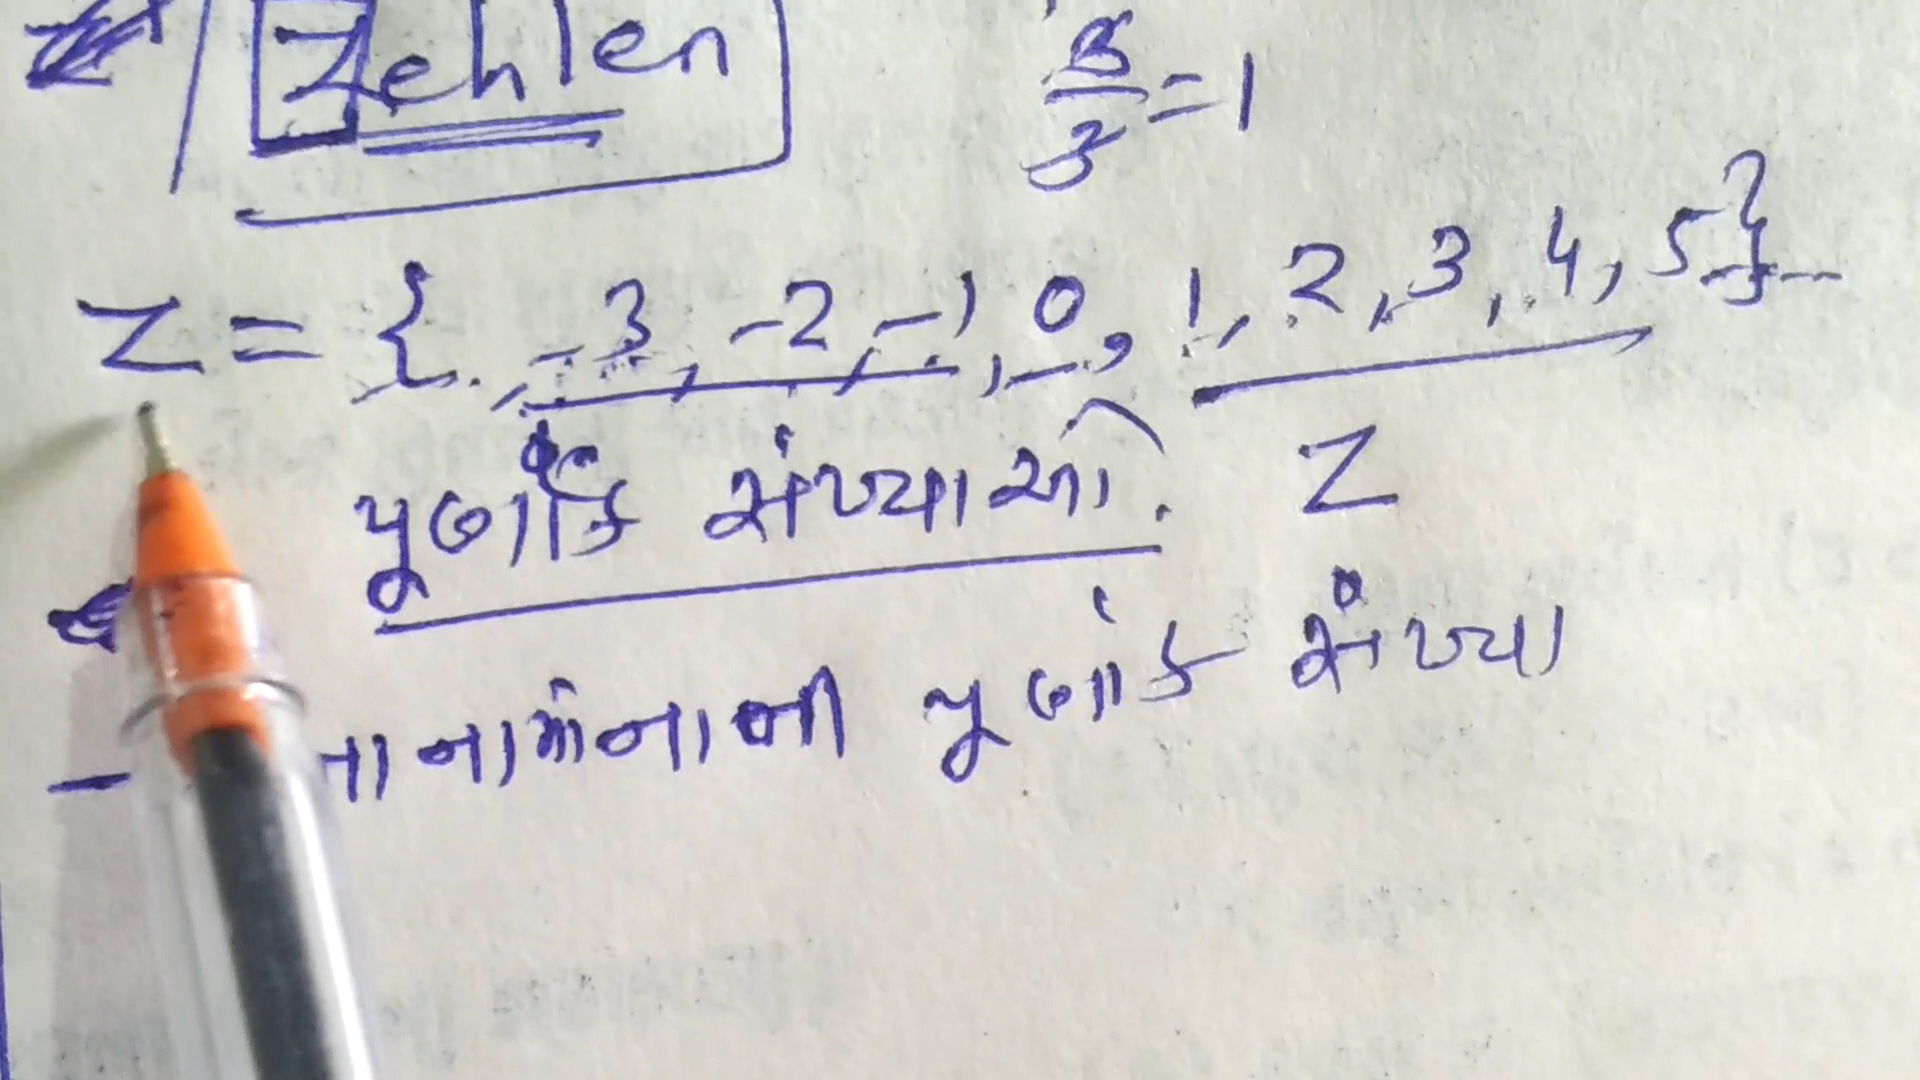 Zehlen
3/3 = 1
Z = {..., -3, -2, -1, 0, 1, 2, 3, 4, 5}...
પૂર્ણાંક સંખ્યાઓ. Z
- નાનામાંનાની પૂર્ણાંક સંખ્યા